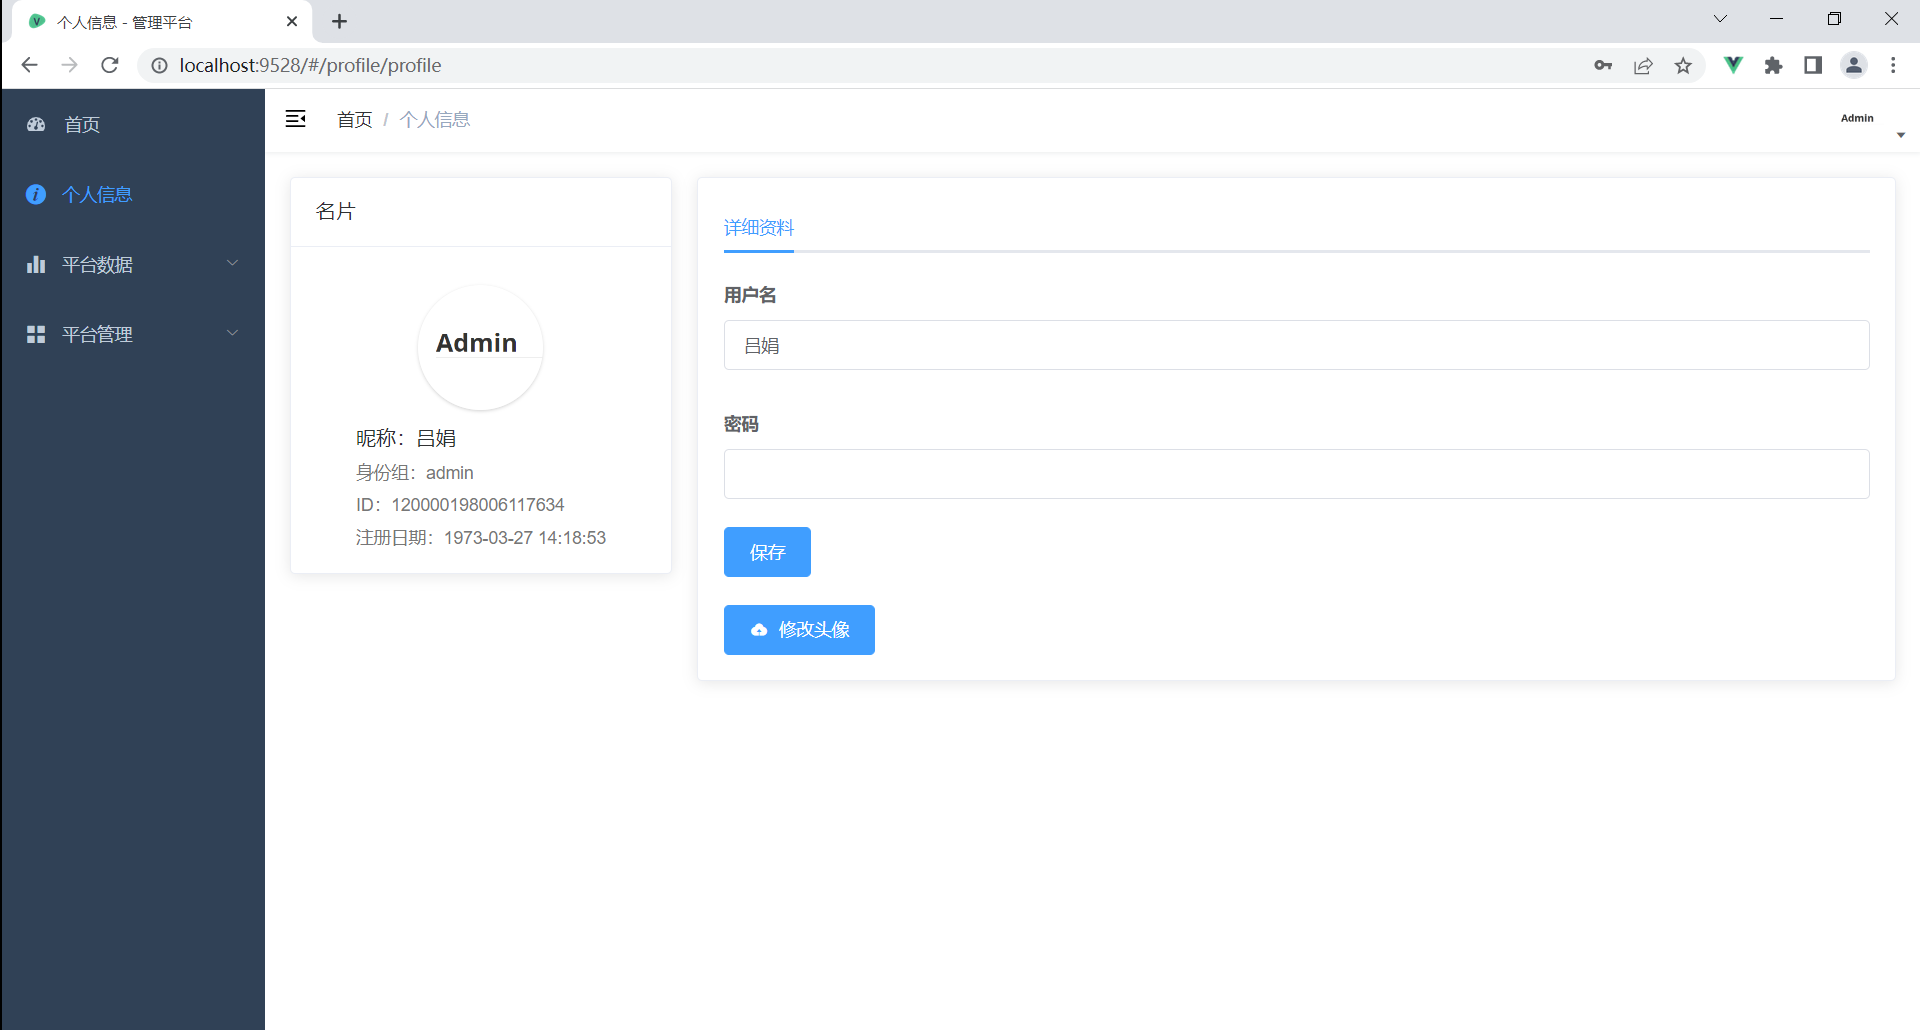 个人信息 - 管理平台
localhost:9528/#/profile/profile
首页
个人信息
平台数据
平台管理
首页 / 个人信息
Admin
名片
Admin
昵称：吕娟
身份组：admin
ID：120000198006117634
注册日期：1973-03-27 14:18:53
详细资料
用户名
吕娟
密码
保存
修改头像